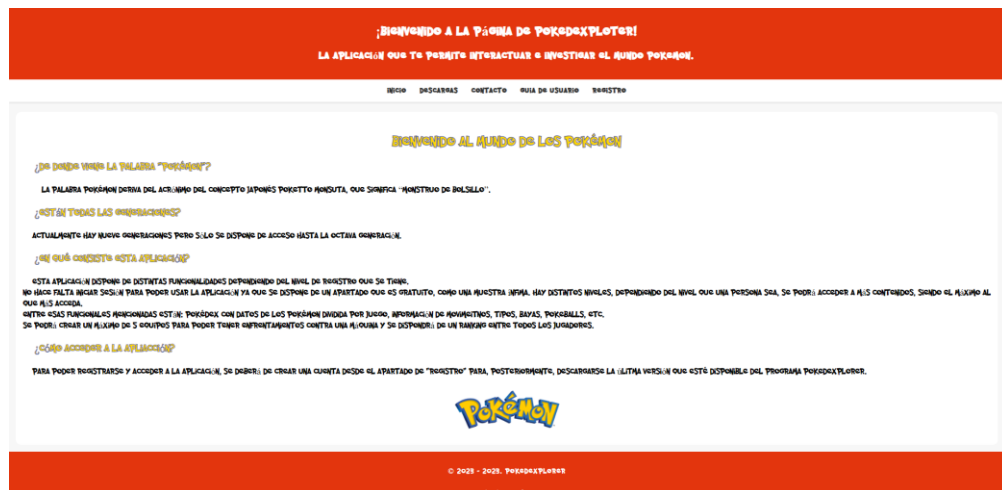 ¡BIENVENIDO A LA PÁGINA DE POKEDEXPLOTER!
LA APLICACIÓN QUE TE PERMITE INTERACTUAR E INVESTIGAR EL MUNDO POKEMON.
INICIO DESCARGAS CONTACTO GUIA DE USUARIO REGISTRO
BIENVENIDO AL MUNDO DE LOS POKÉMON
¿DE DONDE VIENE LA PALABRA "POKÉMON"?
LA PALABRA POKÉMON DERIVA DEL ACRÓNIMO DEL CONCEPTO JAPONÉS POKETTO MONSUTA, QUE SIGNIFICA "MONSTRUO DE BOLSILLO".
¿ESTÁN TODAS LAS GENERACIONES?
ACTUALMENTE HAY NUEVE GENERACIONES PERO SÓLO SE DISPONE DE ACCESO HASTA LA OCTAVA GENERACIÓN.
¿EN QUÉ CONSISTE ESTA APLICACIÓN?
ESTA APLICACIÓN DISPONE DE DISTINTAS FUNCIONALIDADES DEPENDIENDO DEL NIVEL DE REGISTRO QUE SE TIENE.
NO HACE FALTA INICIAR SESIÓN PARA PODER USAR LA APLICACIÓN YA QUE SE DISPONE DE UN APARTADO QUE ES GRATUITO, COMO UNA MUESTRA ÍNFIMA. HAY DISTINTOS NIVELES, DEPENDIENDO DEL NIVEL QUE UNA PERSONA SEA, SE PODRÁ ACCEDER A MÁS CONTENIDOS, SIENDO EL MÁXIMO AL
QUE MÁS ACCEDA.
ENTRE ESAS FUNCIONALES MENCIONADAS ESTÁN: POKÉDEX CON DATOS DE LOS POKÉMON DIVIDIDA POR JUEGO, INFORMACIÓN DE MOVIMEITNOS, TIPOS, BAYAS, POKEBALLS, ETC.
SE PODRÁ CREAR UN MÁXIMO DE 5 EQUIPOS PARA PODER TENER ENFRENTAMIENTOS CONTRA UNA MÁQUINA Y SE DISPONDRÁ DE UN RANKING ENTRE TODOS LOS JUGADORES.
¿CÓMO ACCEDER A LA APLIACCIÓN?
PARA PODER REGISTRARSE Y ACCEDER A LA APLICACIÓN, SE DEBERÁ DE CREAR UNA CUENTA DESDE EL APARTADO DE "REGISTRO" PARA, POSTERIORMENTE, DESCARGARSE LA ÚLITMA VERSIÓN QUE ESTÉ DISPONIBLE DEL PROGRAMA POKEDEXPLORER.
POKÉMON
© 2023 - 2023. POKEDEXPLORER